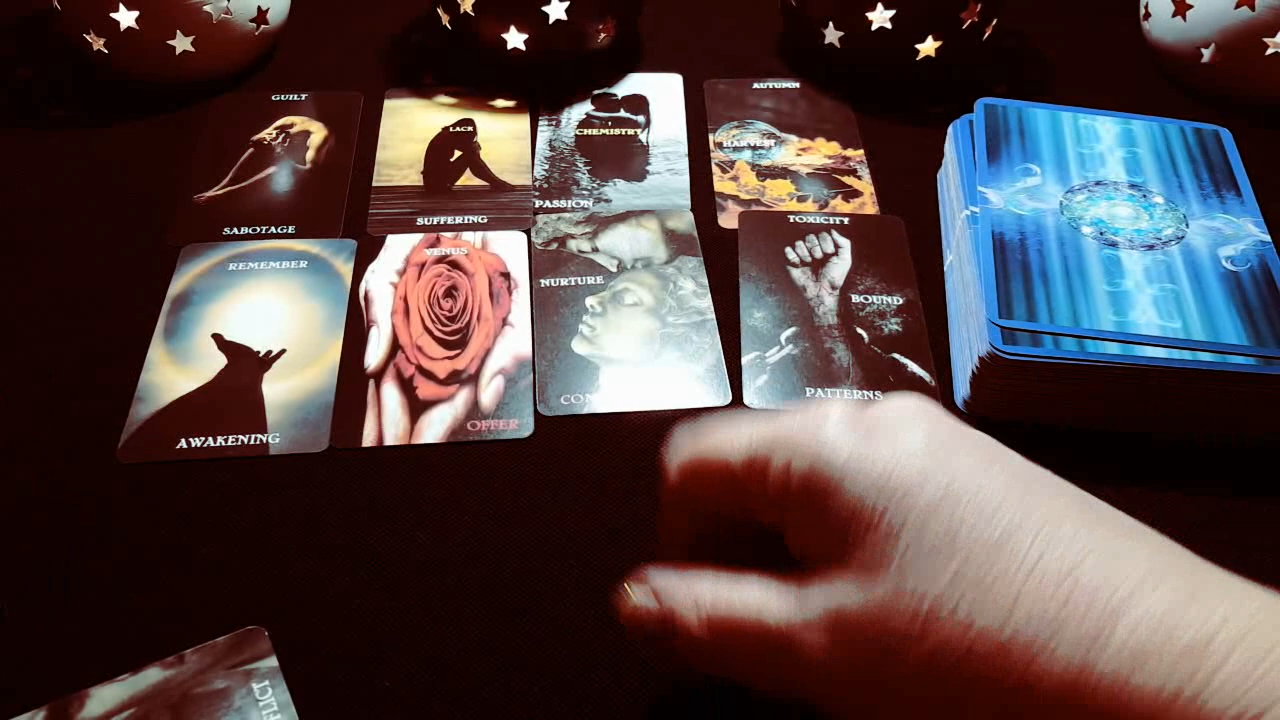 GUILT
SABOTAGE
LACK
SUFFERING
CHEMISTRY
PASSION
AUTUMN
HARVEST
REMEMBER
AWAKENING
VENUS
OFFER
NURTURE
TOXICITY
BOUND
PATTERNS